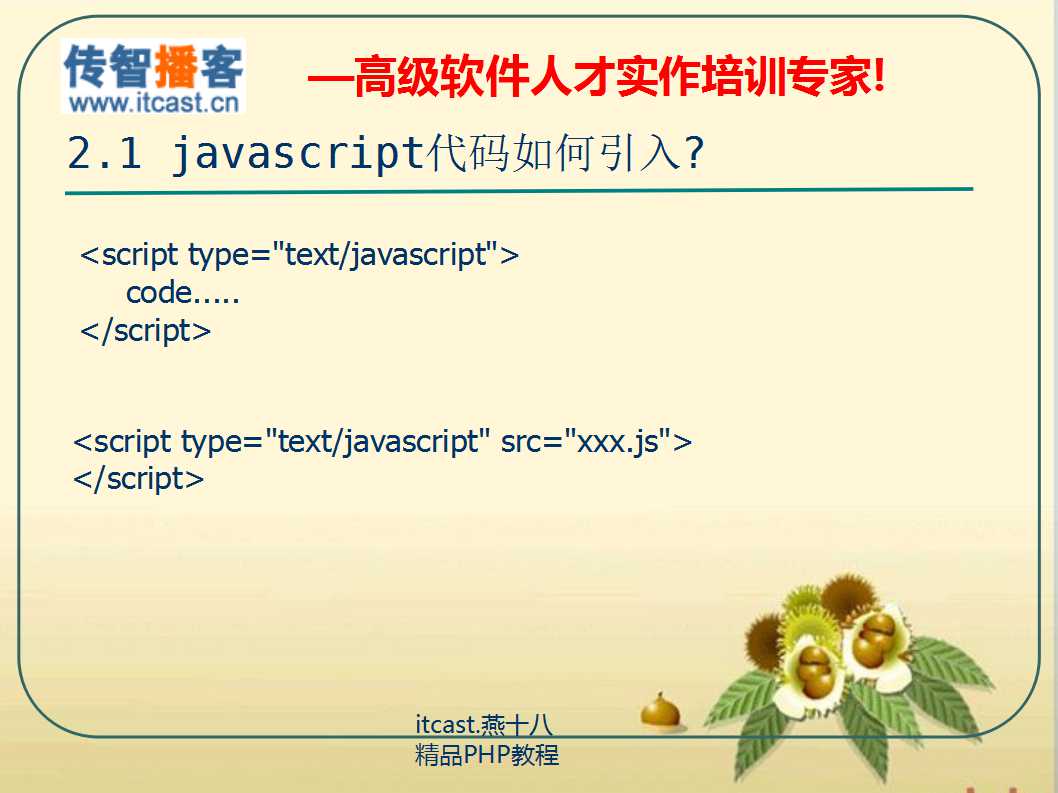 传智播客
www.itcast.cn
—高级软件人才实作培训专家!
2.1 javascript代码如何引入?
<script type="text/javascript">
code.....
</script>
<script type="text/javascript" src="xxx.js">
</script>
itcast.燕十八
精品PHP教程